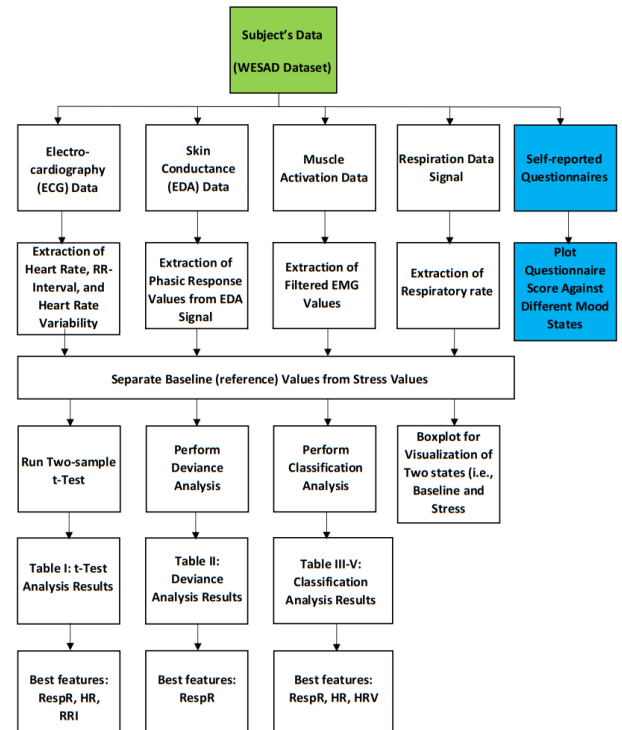 Subject's Data
(WESAD Dataset)
Electro-
cardiography
(ECG) Data
Skin
Conductance
(EDA) Data
Muscle
Activation Data
Respiration Data
Signal
Self-reported
Questionnaires
Extraction of
Heart Rate, RR-
Interval, and
Heart Rate
Variability
Extraction of
Phasic Response
Values from EDA
Signal
Extraction of
Filtered EMG
Values
Extraction of
Respiratory rate
Plot
Questionnaire
Score Against
Different Mood
States
Separate Baseline (reference) Values from Stress Values
Run Two-sample
t-Test
Perform
Deviance
Analysis
Perform
Classification
Analysis
Boxplot for
Visualization of
Two states (i.e.,
Baseline and
Stress
Table I: t-Test
Analysis Results
Table II:
Deviance
Analysis Results
Table III-V:
Classification
Analysis Results
Best features:
RespR, HR,
RRI
Best features:
RespR
Best features:
RespR, HR, HRV